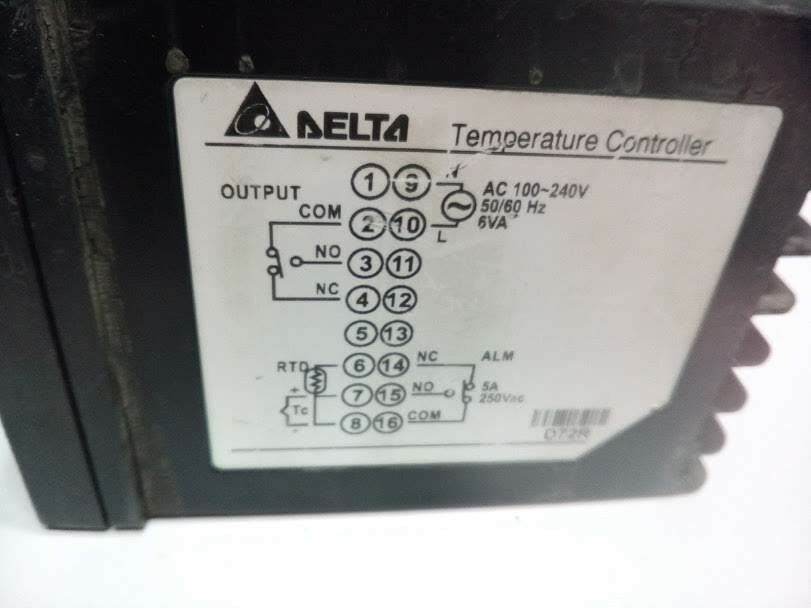 DELTA Temperature Controller
OUTPUT 1 9 AC 100~240V
50/60 Hz
COM 2 10 L 6VA
NO 3 11
NC 4 12
5 13
RTD 6 14 NC ALM
+ 7 15 NO 5A
Tc 250Vac
- 8 16 COM
D72R